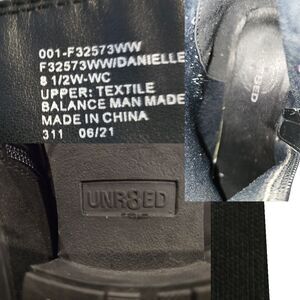 001-F32573WW
F32573WW/DANIELLE
8 1/2W-WC
UPPER: TEXTILE
BALANCE MAN MADE
MADE IN CHINA
311 06/21
UNR8ED